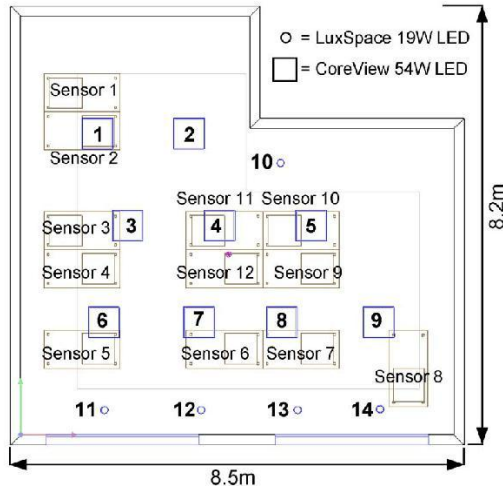 = LuxSpace 19W LED
= CoreView 54W LED
Sensor 1
1
2
Sensor 2
10
Sensor 11 Sensor 10
Sensor 3
3
4
5
Sensor 4
Sensor 12
Sensor 9
6
7
8
9
Sensor 5
Sensor 6
Sensor 7
Sensor 8
11
12
13
14
8.2m
8.5m